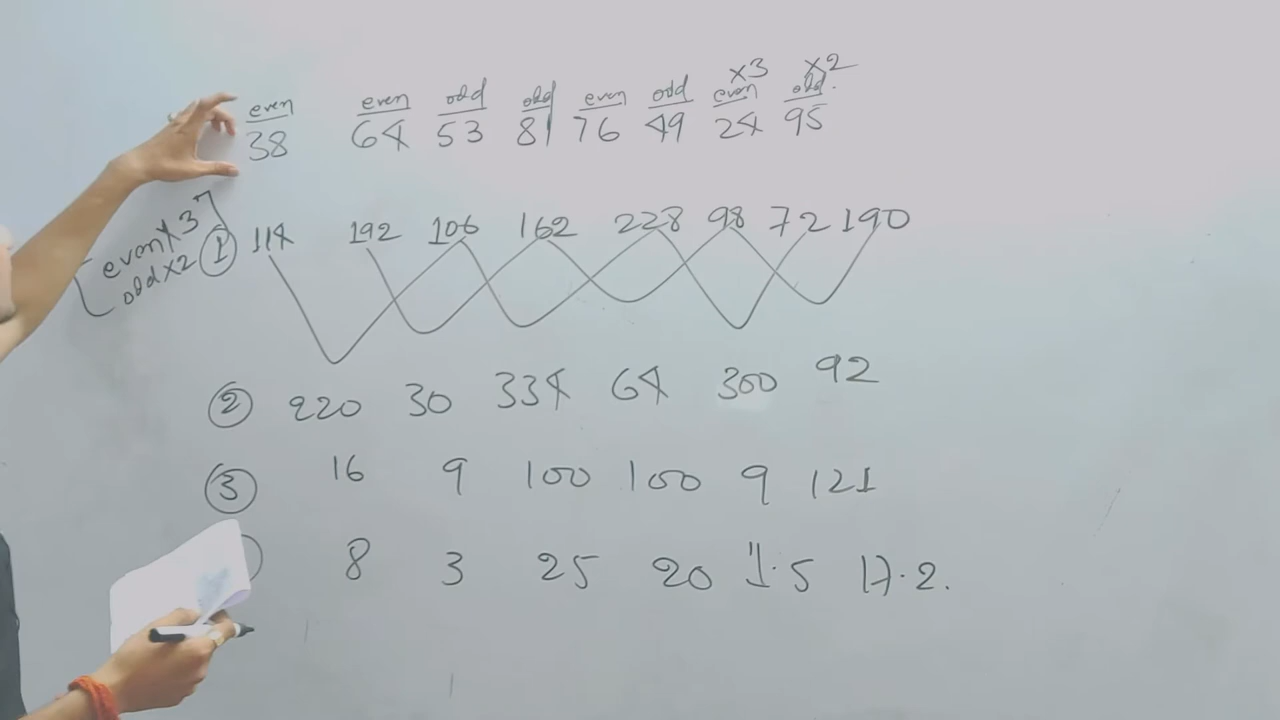 ×3 ×2
even even odd odd even odd even odd
38 64 53 81 76 49 24 95
even×3
odd×2
① 114 192 106 162 228 98 72 190
② 220 30 334 64 300 92
③ 16 9 100 100 9 121
8 3 25 20 1.5 17.2.